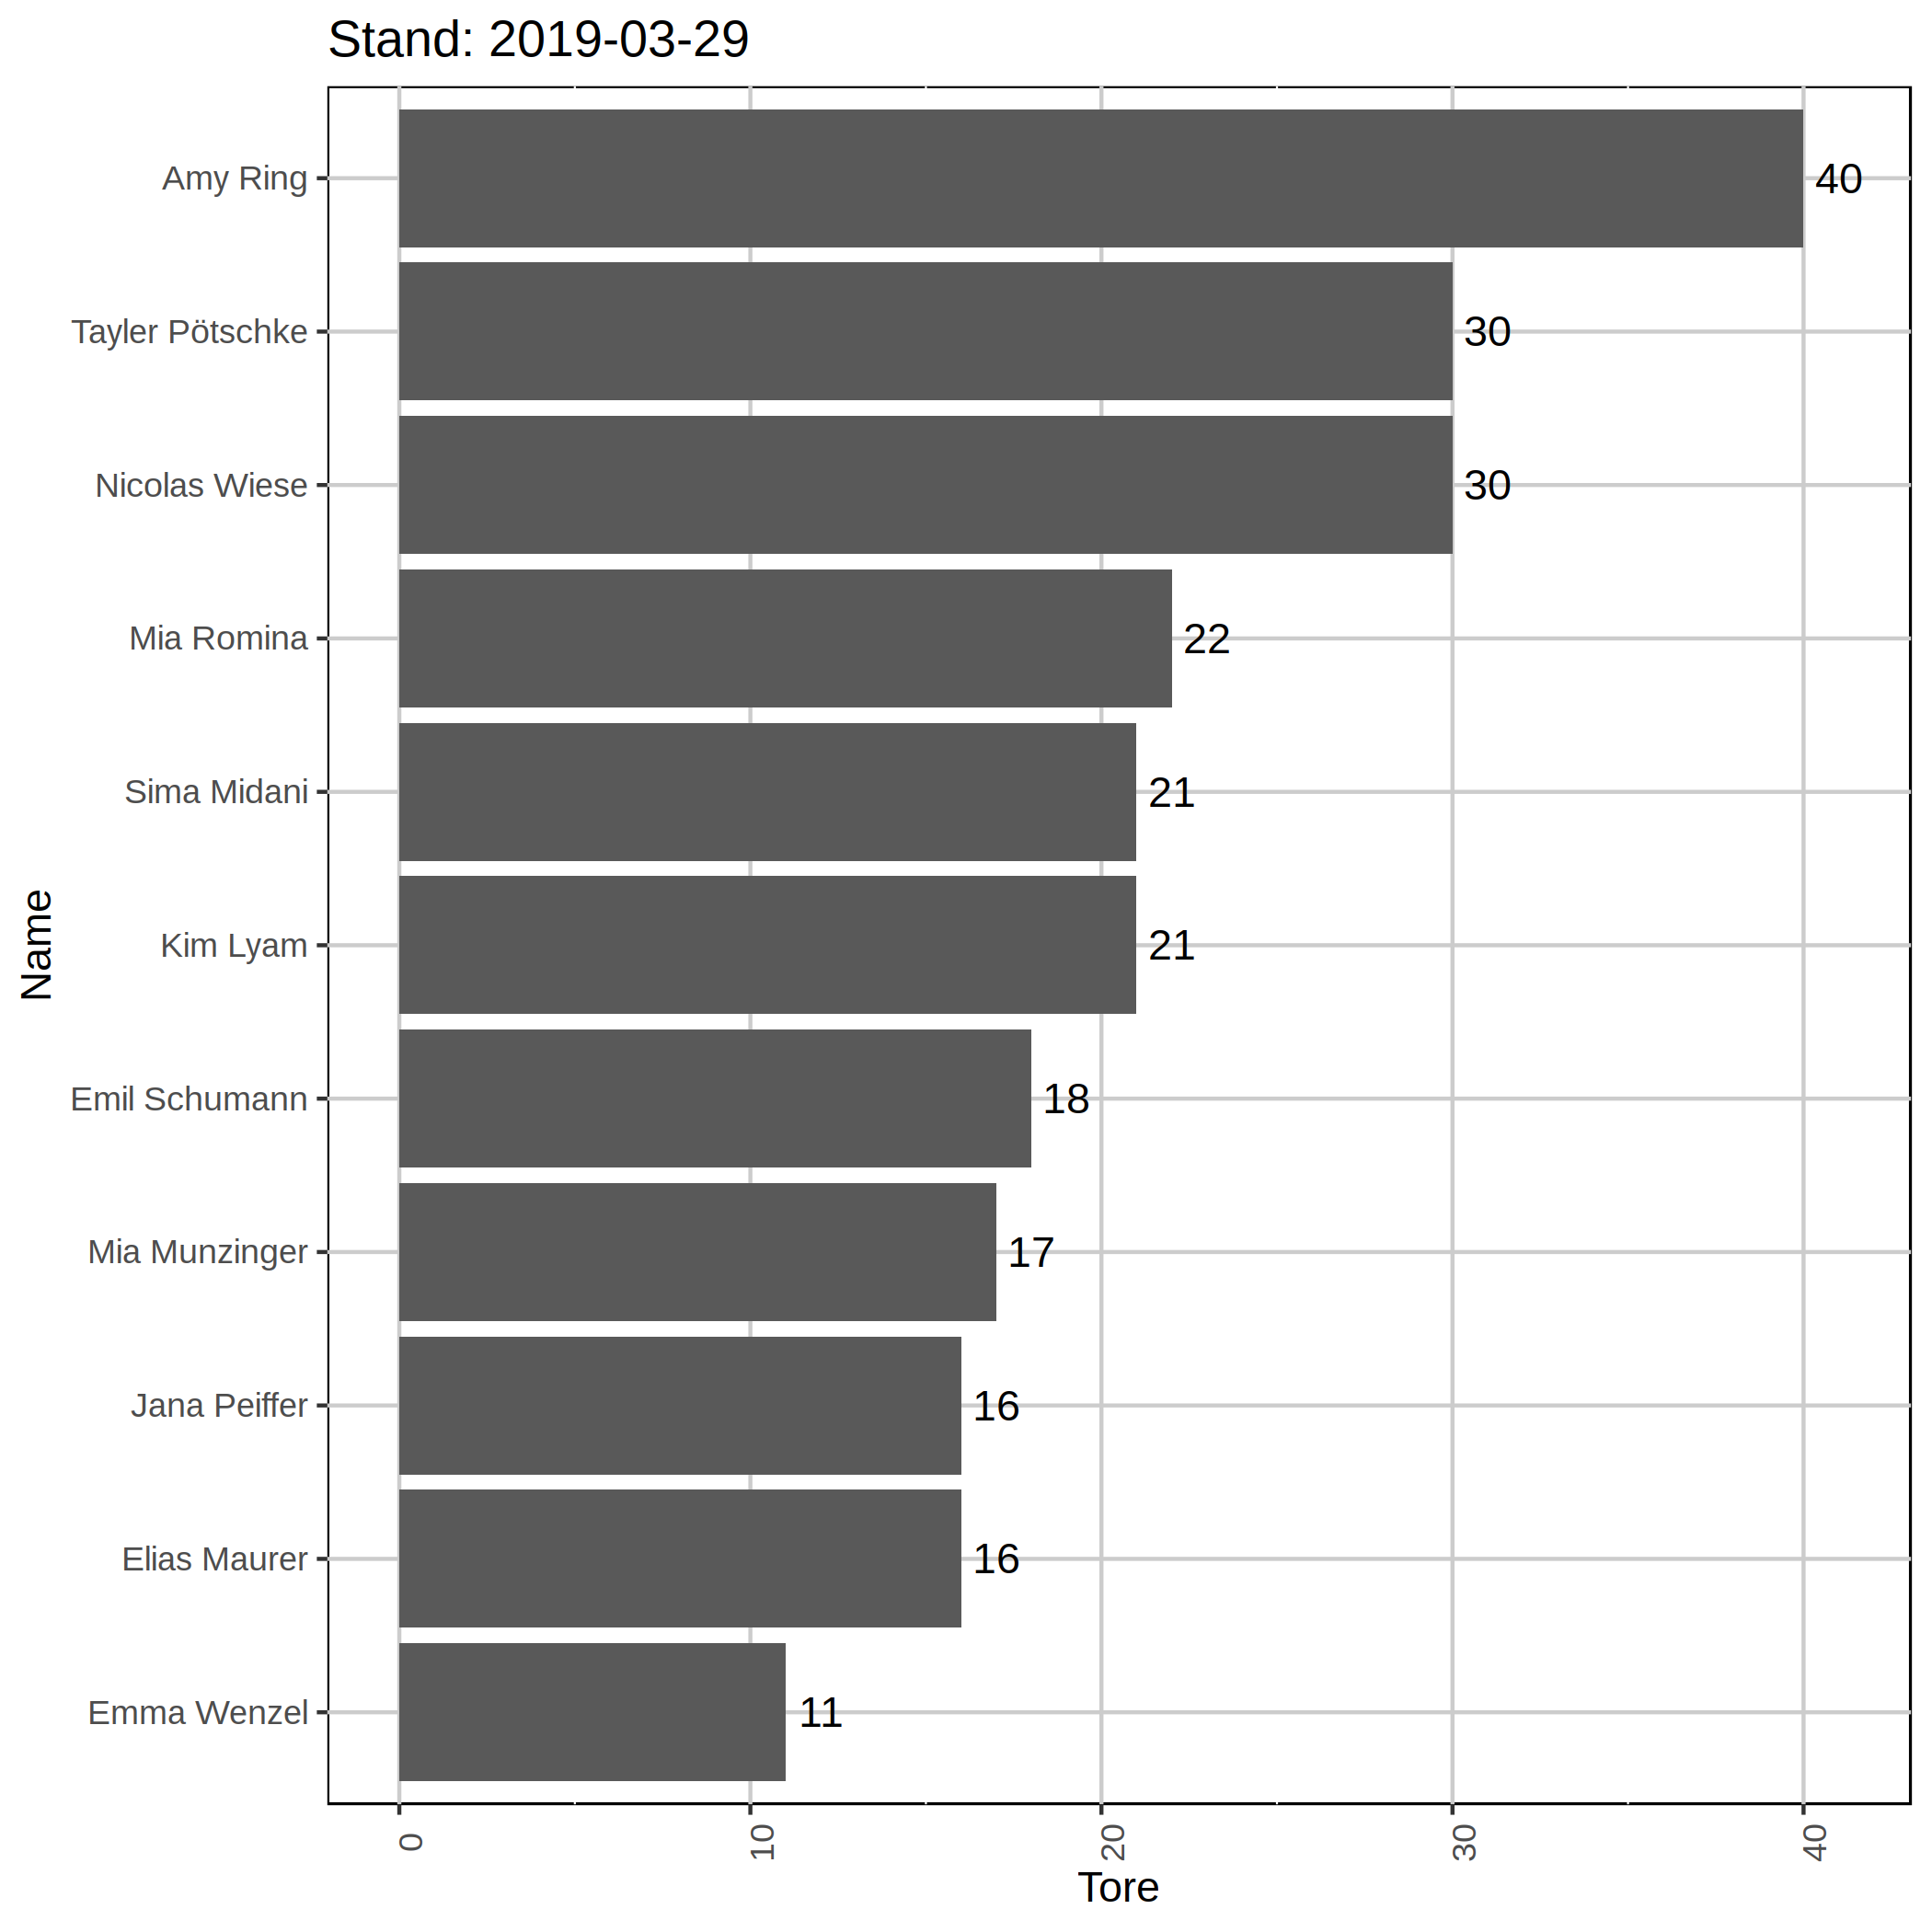 Stand: 2019-03-29
Amy Ring 40
Tayler Pötschke 30
Nicolas Wiese 30
Mia Romina 22
Sima Midani 21
Kim Lyam 21
Emil Schumann 18
Mia Munzinger 17
Jana Peiffer 16
Elias Maurer 16
Emma Wenzel 11
Name
0 10 20 30 40
Tore